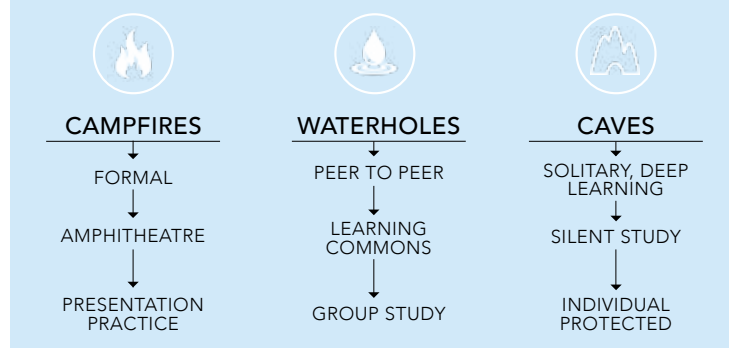 CAMPFIRES
FORMAL
AMPHITHEATRE
PRESENTATION
PRACTICE
WATERHOLES
PEER TO PEER
LEARNING
COMMONS
GROUP STUDY
CAVES
SOLITARY, DEEP
LEARNING
SILENT STUDY
INDIVIDUAL
PROTECTED